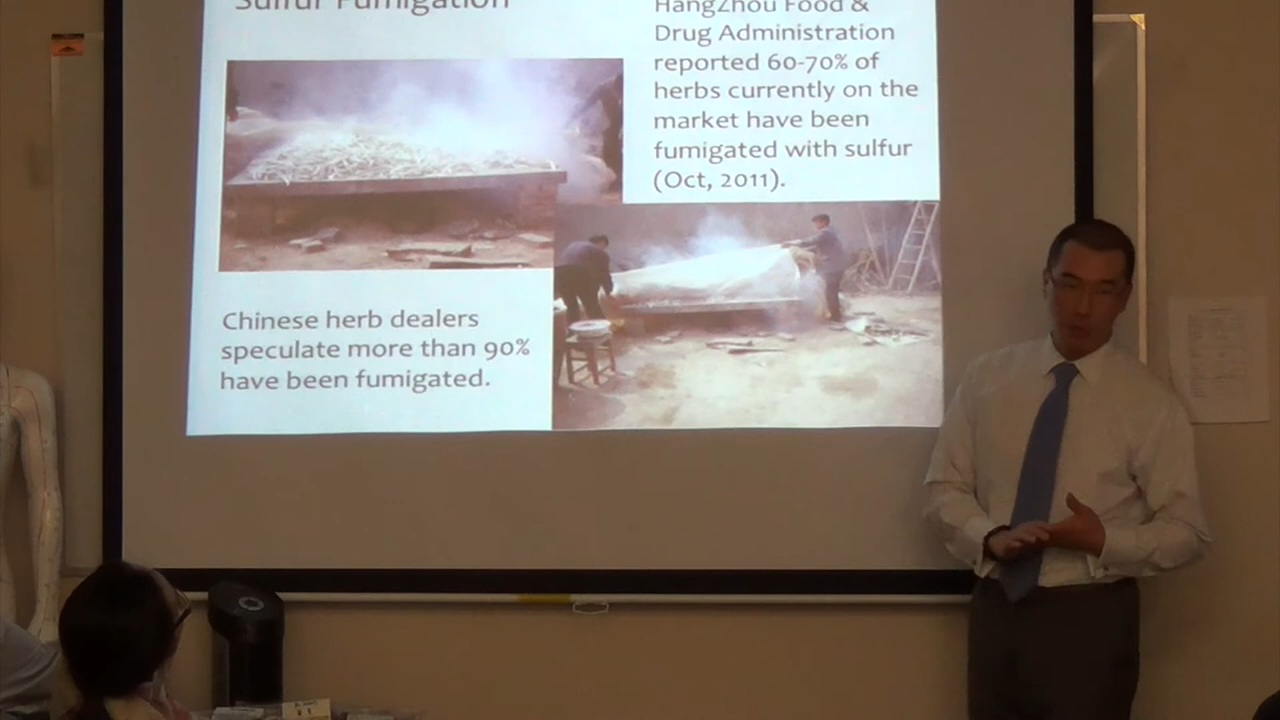 Sulfur Fumigation
HangZhou Food &
Drug Administration
reported 60-70% of
herbs currently on the
market have been
fumigated with sulfur
(Oct, 2011).
Chinese herb dealers
speculate more than 90%
have been fumigated.